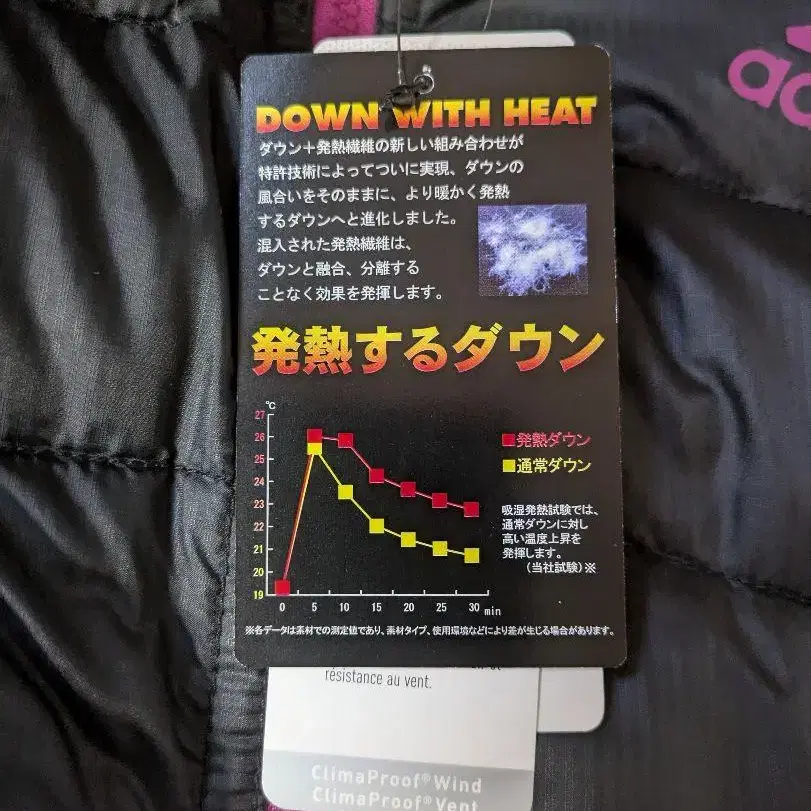 DOWN WITH HEAT
ダウン＋発熱繊維の新しい組み合わせが
特許技術によってついに実現、ダウンの
風合いをそのままに、より暖かく発熱
するダウンへと進化しました。
混入された発熱繊維は、
ダウンと融合、分離する
ことなく効果を発揮します。
発熱するダウン
℃
27
26
25
24
23
22
21
20
19
0 5 10 15 20 25 30 min
発熱ダウン
通常ダウン
吸湿発熱試験では、
通常ダウンに対し
高い温度上昇を
発揮します。
（当社試験）※
※各データは素材での測定値であり、素材タイプ、使用環境などにより差が生じる場合があります。
résistance au vent.
ClimaProof® Wind
ClimaProof® Vent